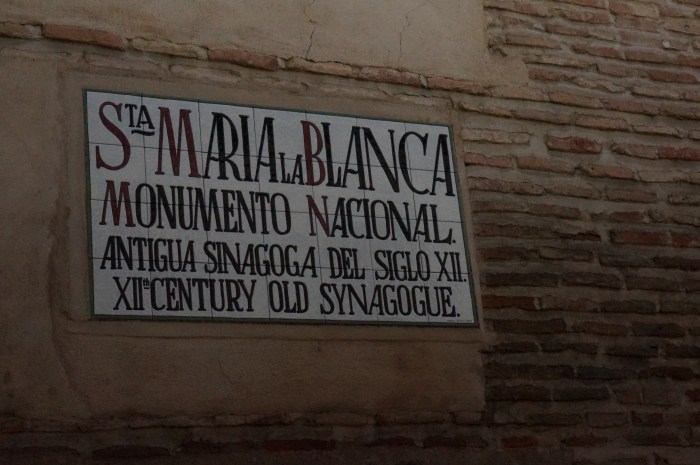 STA MARIA LA BLANCA
MONUMENTO NACIONAL.
ANTIGUA SINAGOGA DEL SIGLO XII.
XIIth CENTURY OLD SYNAGOGUE.